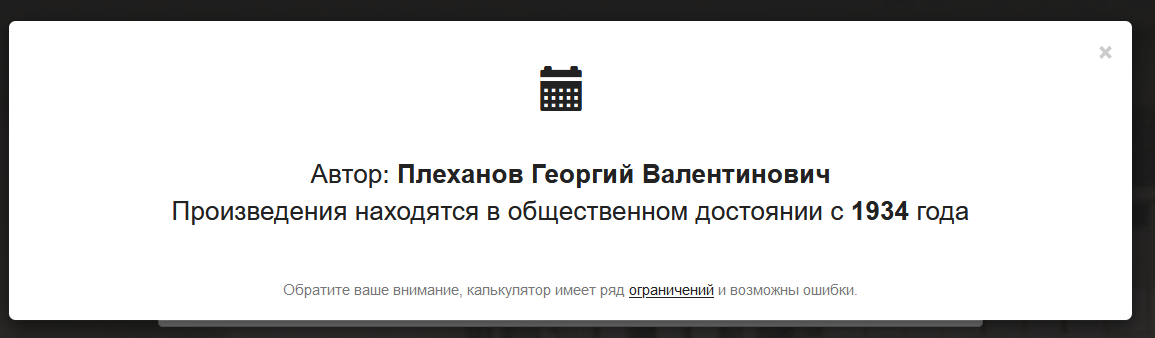 Автор: Плеханов Георгий Валентинович
Произведения находятся в общественном достоянии с 1934 года
Обратите ваше внимание, калькулятор имеет ряд ограничений и возможны ошибки.